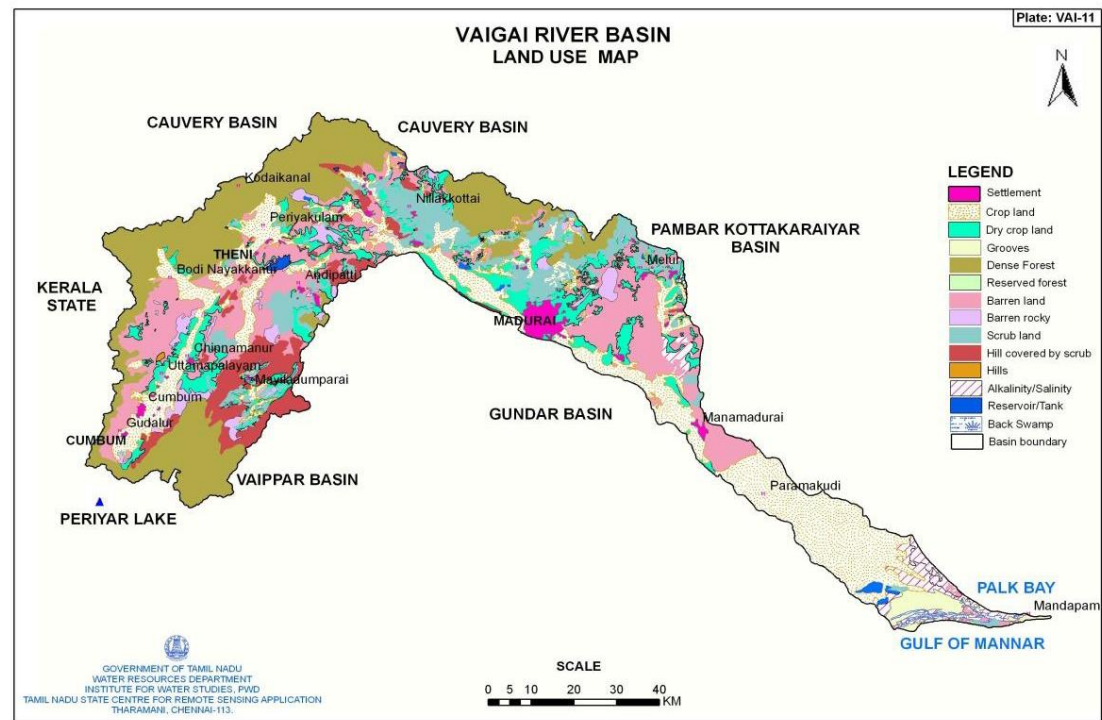 Plate: VAI-11
VAIGAI RIVER BASIN
LAND USE MAP
N
CAUVERY BASIN
CAUVERY BASIN
Kodaikanal
Nillakkottai
Periyakulam
PAMBAR KOTTAKARAIYAR
BASIN
THENI
Melur
Bodi Nayakkanur
Andipatti
KERALA
STATE
MADURAI
Chinnamanur
Uttamapalayam
Mayiladumparai
Cumbum
GUNDAR BASIN
Manamadurai
Gudalur
CUMBUM
VAIPPAR BASIN
Paramakudi
PERIYAR LAKE
PALK BAY
Mandapam
GULF OF MANNAR
LEGEND
Settlement
Crop land
Dry crop land
Grooves
Dense Forest
Reserved forest
Barren land
Barren rocky
Scrub land
Hill covered by scrub
Hills
Alkalinity/Salinity
Reservoir/Tank
Back Swamp
Basin boundary
GOVERNMENT OF TAMIL NADU
WATER RESOURCES DEPARTMENT
INSTITUTE FOR WATER STUDIES, PWD
TAMIL NADU STATE CENTRE FOR REMOTE SENSING APPLICATION
THARAMANI, CHENNAI-113.
SCALE
0 5 10 20 30 40
KM